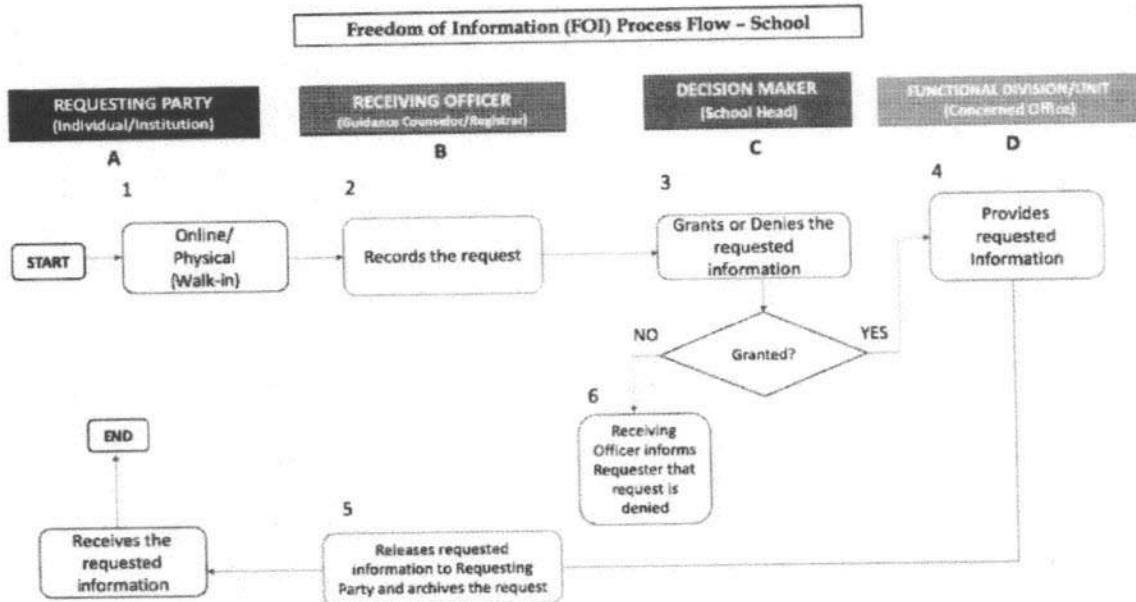 Freedom of Information (FOI) Process Flow – School
REQUESTING PARTY
(Individual/Institution)
A
RECEIVING OFFICER
(Guidance Counselor/Registrar)
B
DECISION MAKER
(School Head)
C
FUNCTIONAL DIVISION/UNIT
(Concerned Office)
D
START
1
Online/
Physical
(Walk-in)
2
Records the request
3
Grants or Denies the
requested
information
4
Provides
requested
Information
NO
Granted?
YES
6
Receiving
Officer informs
Requester that
request is
denied
5
Releases requested
information to Requesting
Party and archives the request
Receives the
requested
information
END